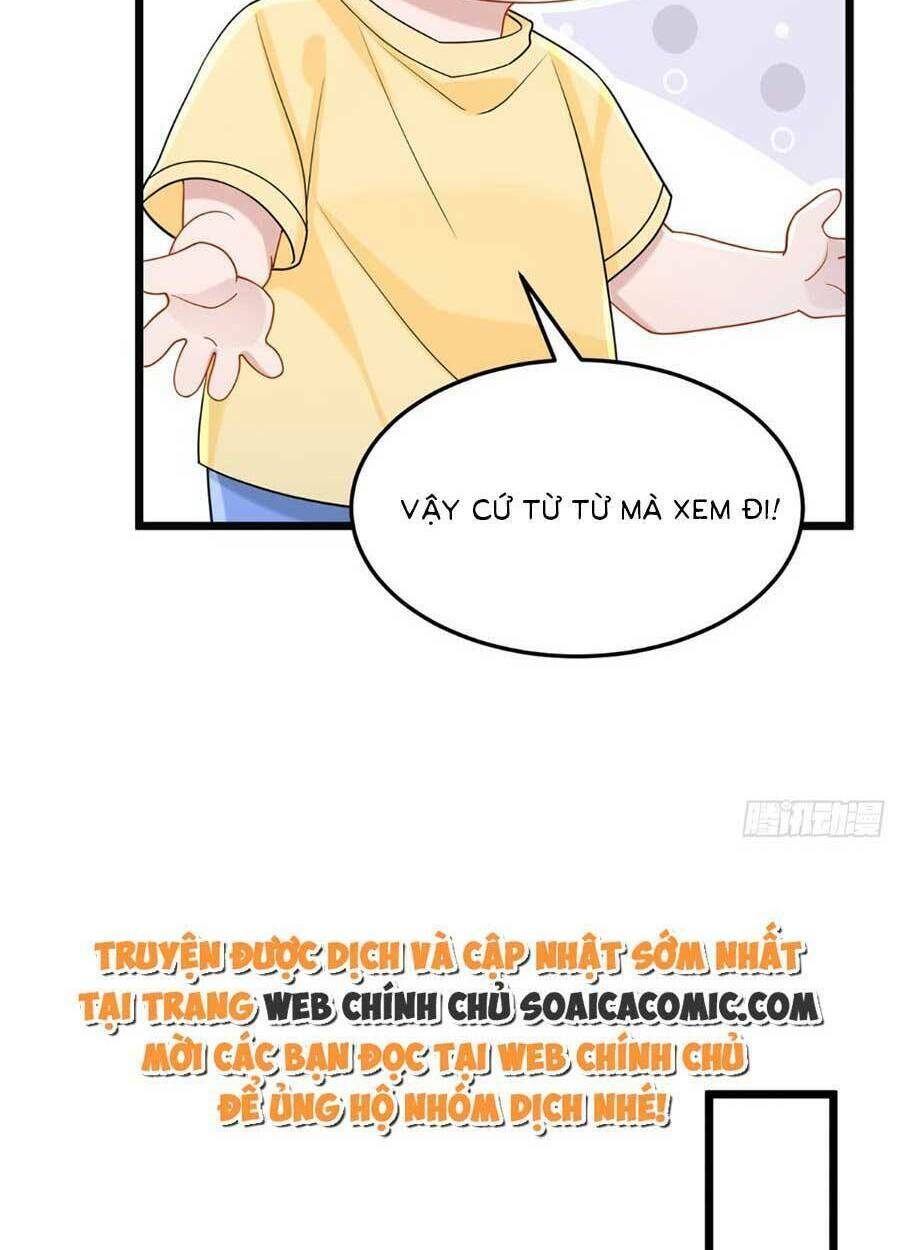 VẬY CỨ TỪ TỪ MÀ XEM ĐI!
腾讯动漫
TRUYỆN ĐƯỢC DỊCH VÀ CẬP NHẬT SỚM NHẤT
TẠI TRANG WEB CHÍNH CHỦ SOAICACOMIC.COM
MỜI CÁC BẠN ĐỌC TẠI WEB CHÍNH CHỦ
ĐỂ ỦNG HỘ NHÓM DỊCH NHÉ!